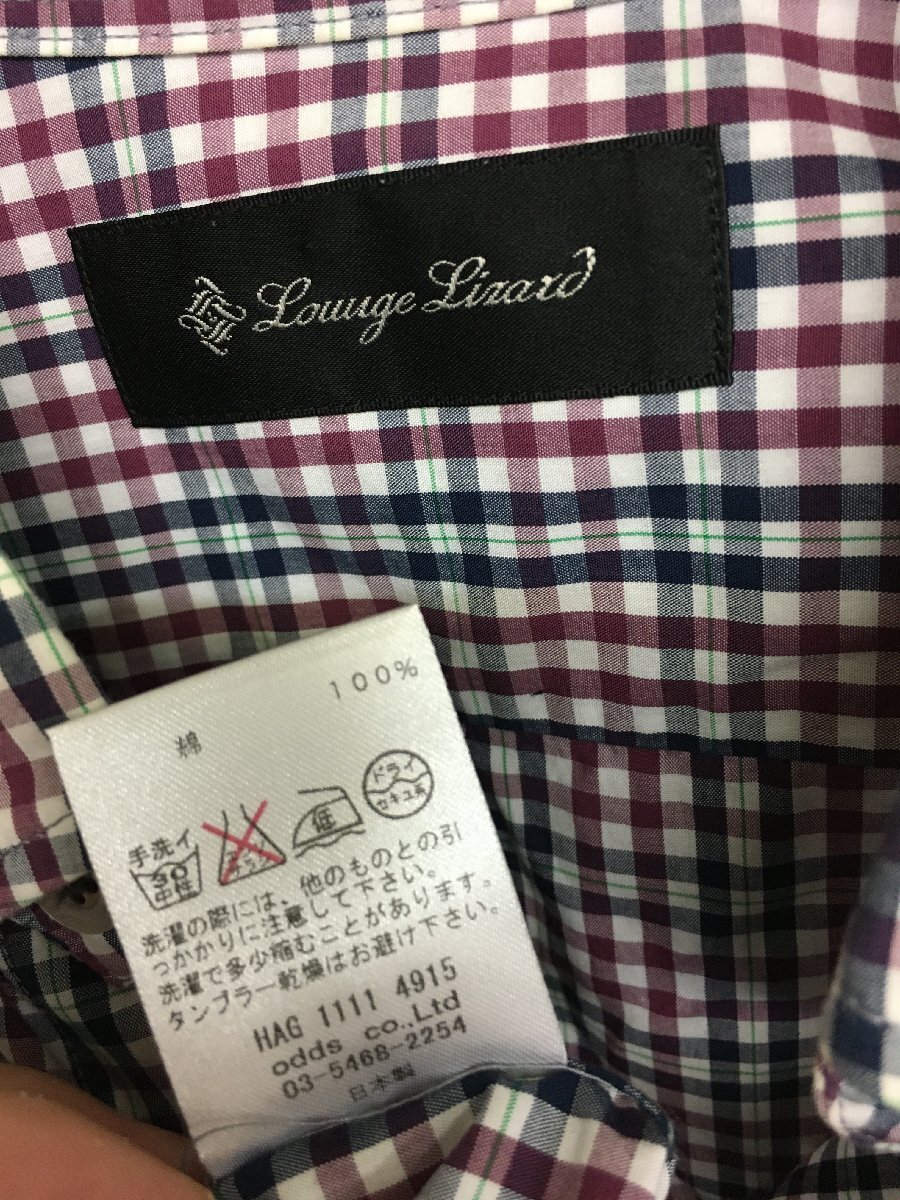 Lounge Lizard
綿 100%
手洗イ
30
中性
低
ドライ
セキユ系
洗濯の際には、他のものとの引
っかかりに注意して下さい。
洗濯で多少縮むことがあります。
タンブラー乾燥はお避け下さい。
HAG 1111 4915
odds co.,Ltd
03-5468-2254
日本製